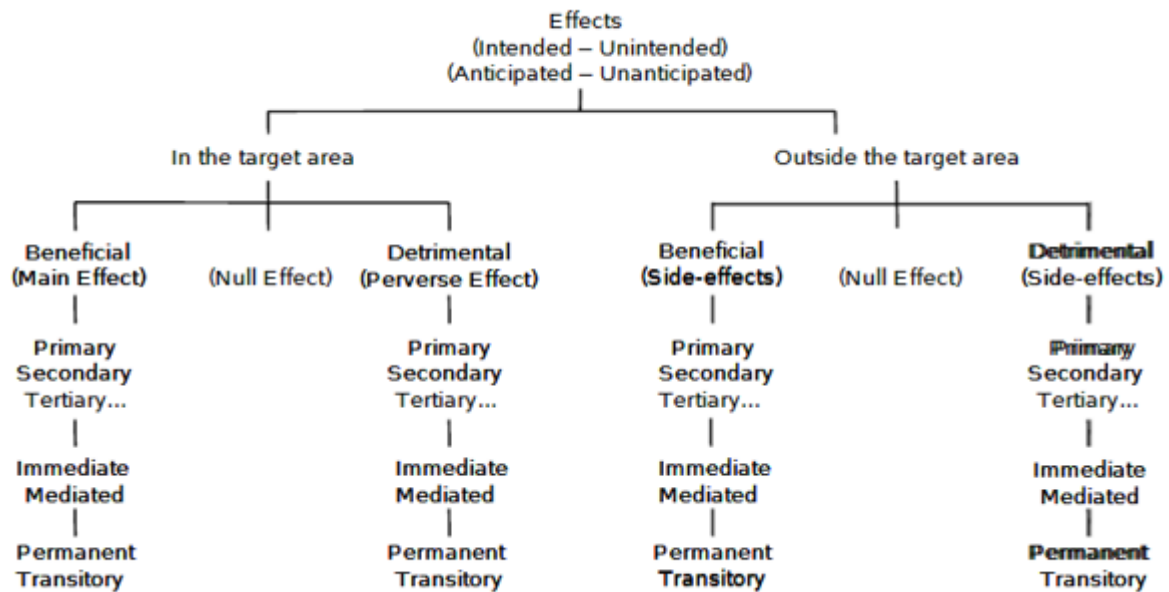 Effects
(Intended – Unintended)
(Anticipated – Unanticipated)
In the target area
Outside the target area
Beneficial
(Main Effect)
(Null Effect)
Detrimental
(Perverse Effect)
Beneficial
(Side-effects)
(Null Effect)
Detrimental
(Side-effects)
Primary
Secondary
Tertiary...
Primary
Secondary
Tertiary...
Primary
Secondary
Tertiary...
Primary
Secondary
Tertiary...
Immediate
Mediated
Immediate
Mediated
Immediate
Mediated
Immediate
Mediated
Permanent
Transitory
Permanent
Transitory
Permanent
Transitory
Permanent
Transitory